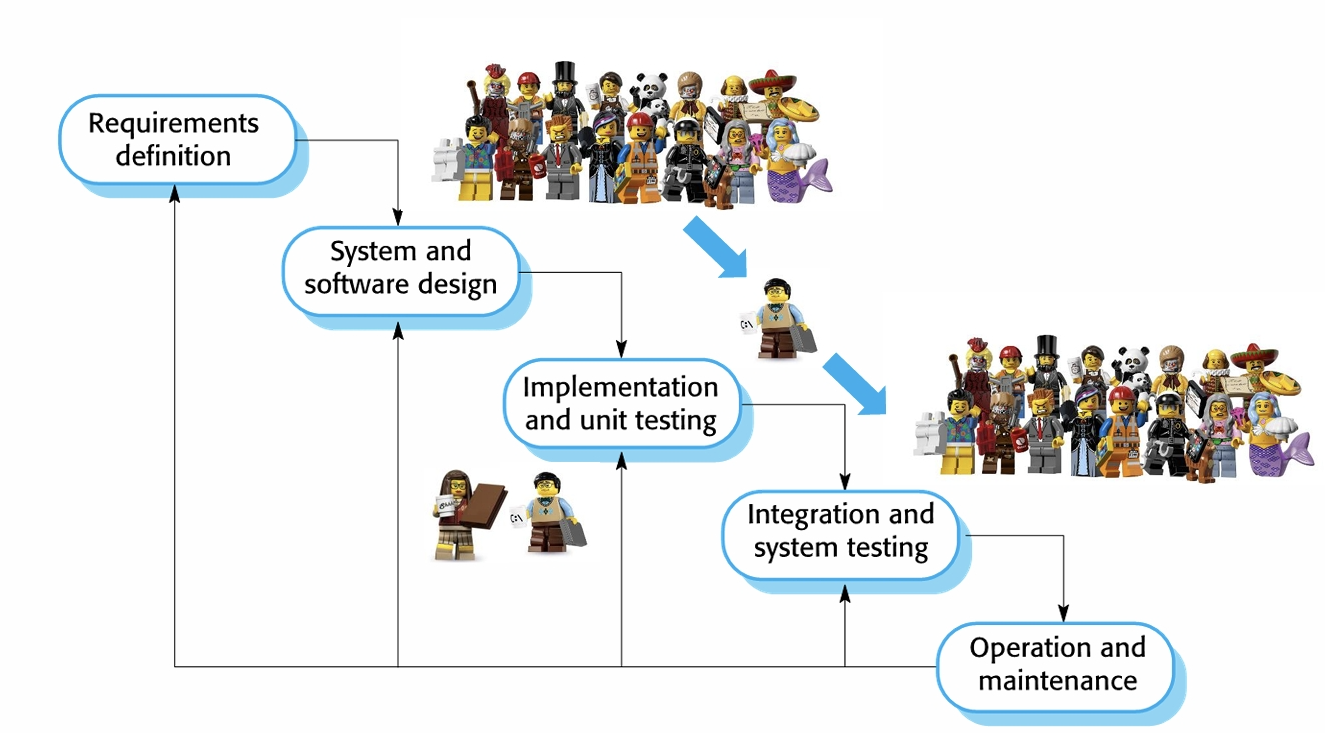 Requirements
definition
System and
software design
Implementation
and unit testing
Integration and
system testing
Operation and
maintenance